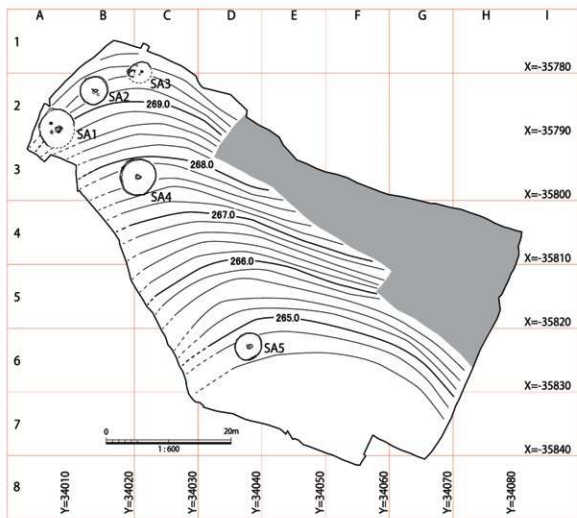 A B C D E F G H I
1
X=-35780
SA3
SA2
2
269.0
SA1
X=-35790
3
268.0
SA4
X=-35800
267.0
4
266.0
X=-35810
5
265.0
X=-35820
SA5
6
X=-35830
0 20m
7
1 : 600
X=-35840
8
Y=34010
Y=34020
Y=34030
Y=34040
Y=34050
Y=34060
Y=34070
Y=34080